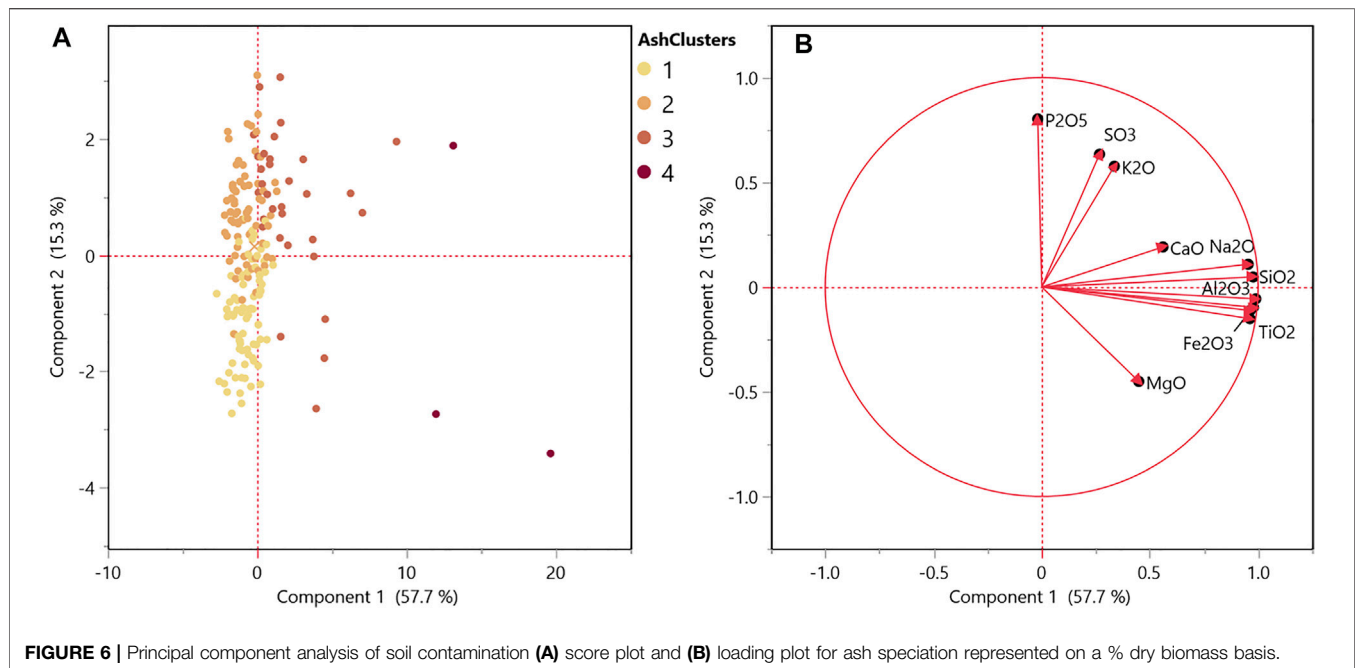 A
AshClusters
1
2
3
4
Component 2 (15.3 %)
2
0
-2
-4
-10
0
10
20
Component 1 (57.7 %)
B
Component 2 (15.3 %)
1.0
0.5
0
-0.5
-1.0
P2O5
SO3
K2O
CaO
Na2O
SiO2
Al2O3
TiO2
Fe2O3
MgO
-1.0
-0.5
0
0.5
1.0
Component 1 (57.7 %)
FIGURE 6 | Principal component analysis of soil contamination (A) score plot and (B) loading plot for ash speciation represented on a % dry biomass basis.